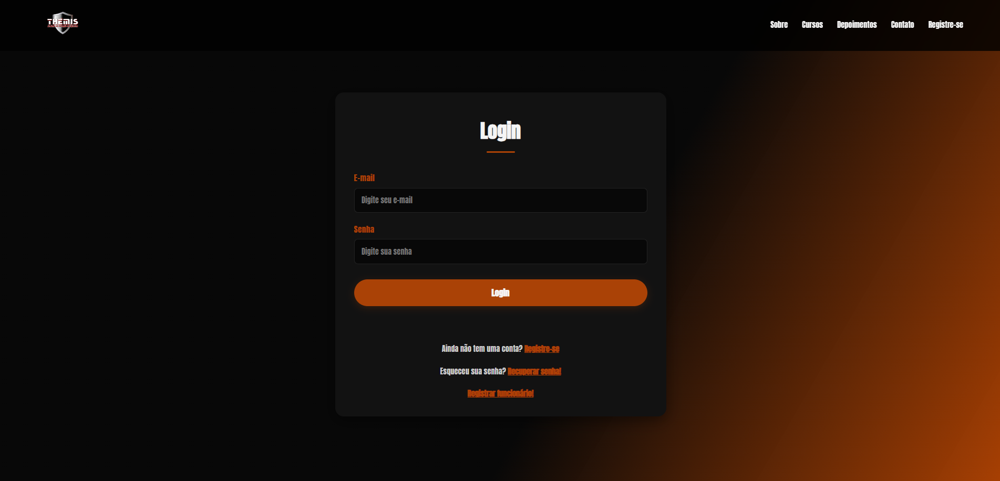 THEMIS
Sobre Cursos Depoimentos Contato Registre-se
Login
E-mail
Digite seu e-mail
Senha
Digite sua senha
Login
Ainda não tem uma conta? Registre-se
Esqueceu sua senha? Recuperar senha!
Registrar funcionário!